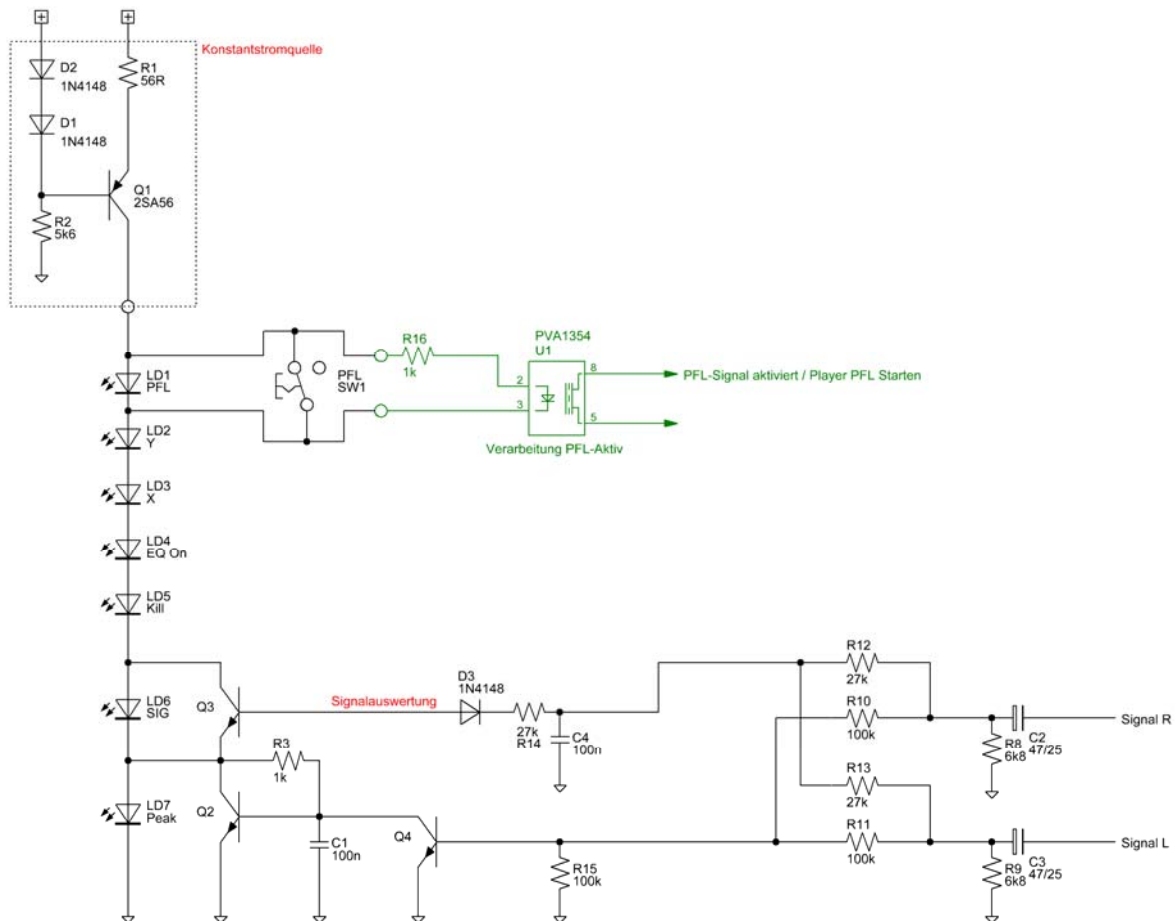 Konstantstromquelle
D2
1N4148
R1
56R
D1
1N4148
Q1
2SA56
R2
5k6
LD1
PFL
PFL
SW1
R16
1k
PVA1354
U1
2
3
8
5
PFL-Signal aktiviert / Player PFL Starten
Verarbeitung PFL-Aktiv
LD2
Y
LD3
X
LD4
EQ On
LD5
Kill
LD6
SIG
Q3
Signalauswertung
D3
1N4148
27k
R14
C4
100n
R12
27k
R10
100k
R8
6k8
C2
47/25
Signal R
R3
1k
R13
27k
LD7
Peak
Q2
C1
100n
Q4
R15
100k
R11
100k
R9
6k8
C3
47/25
Signal L